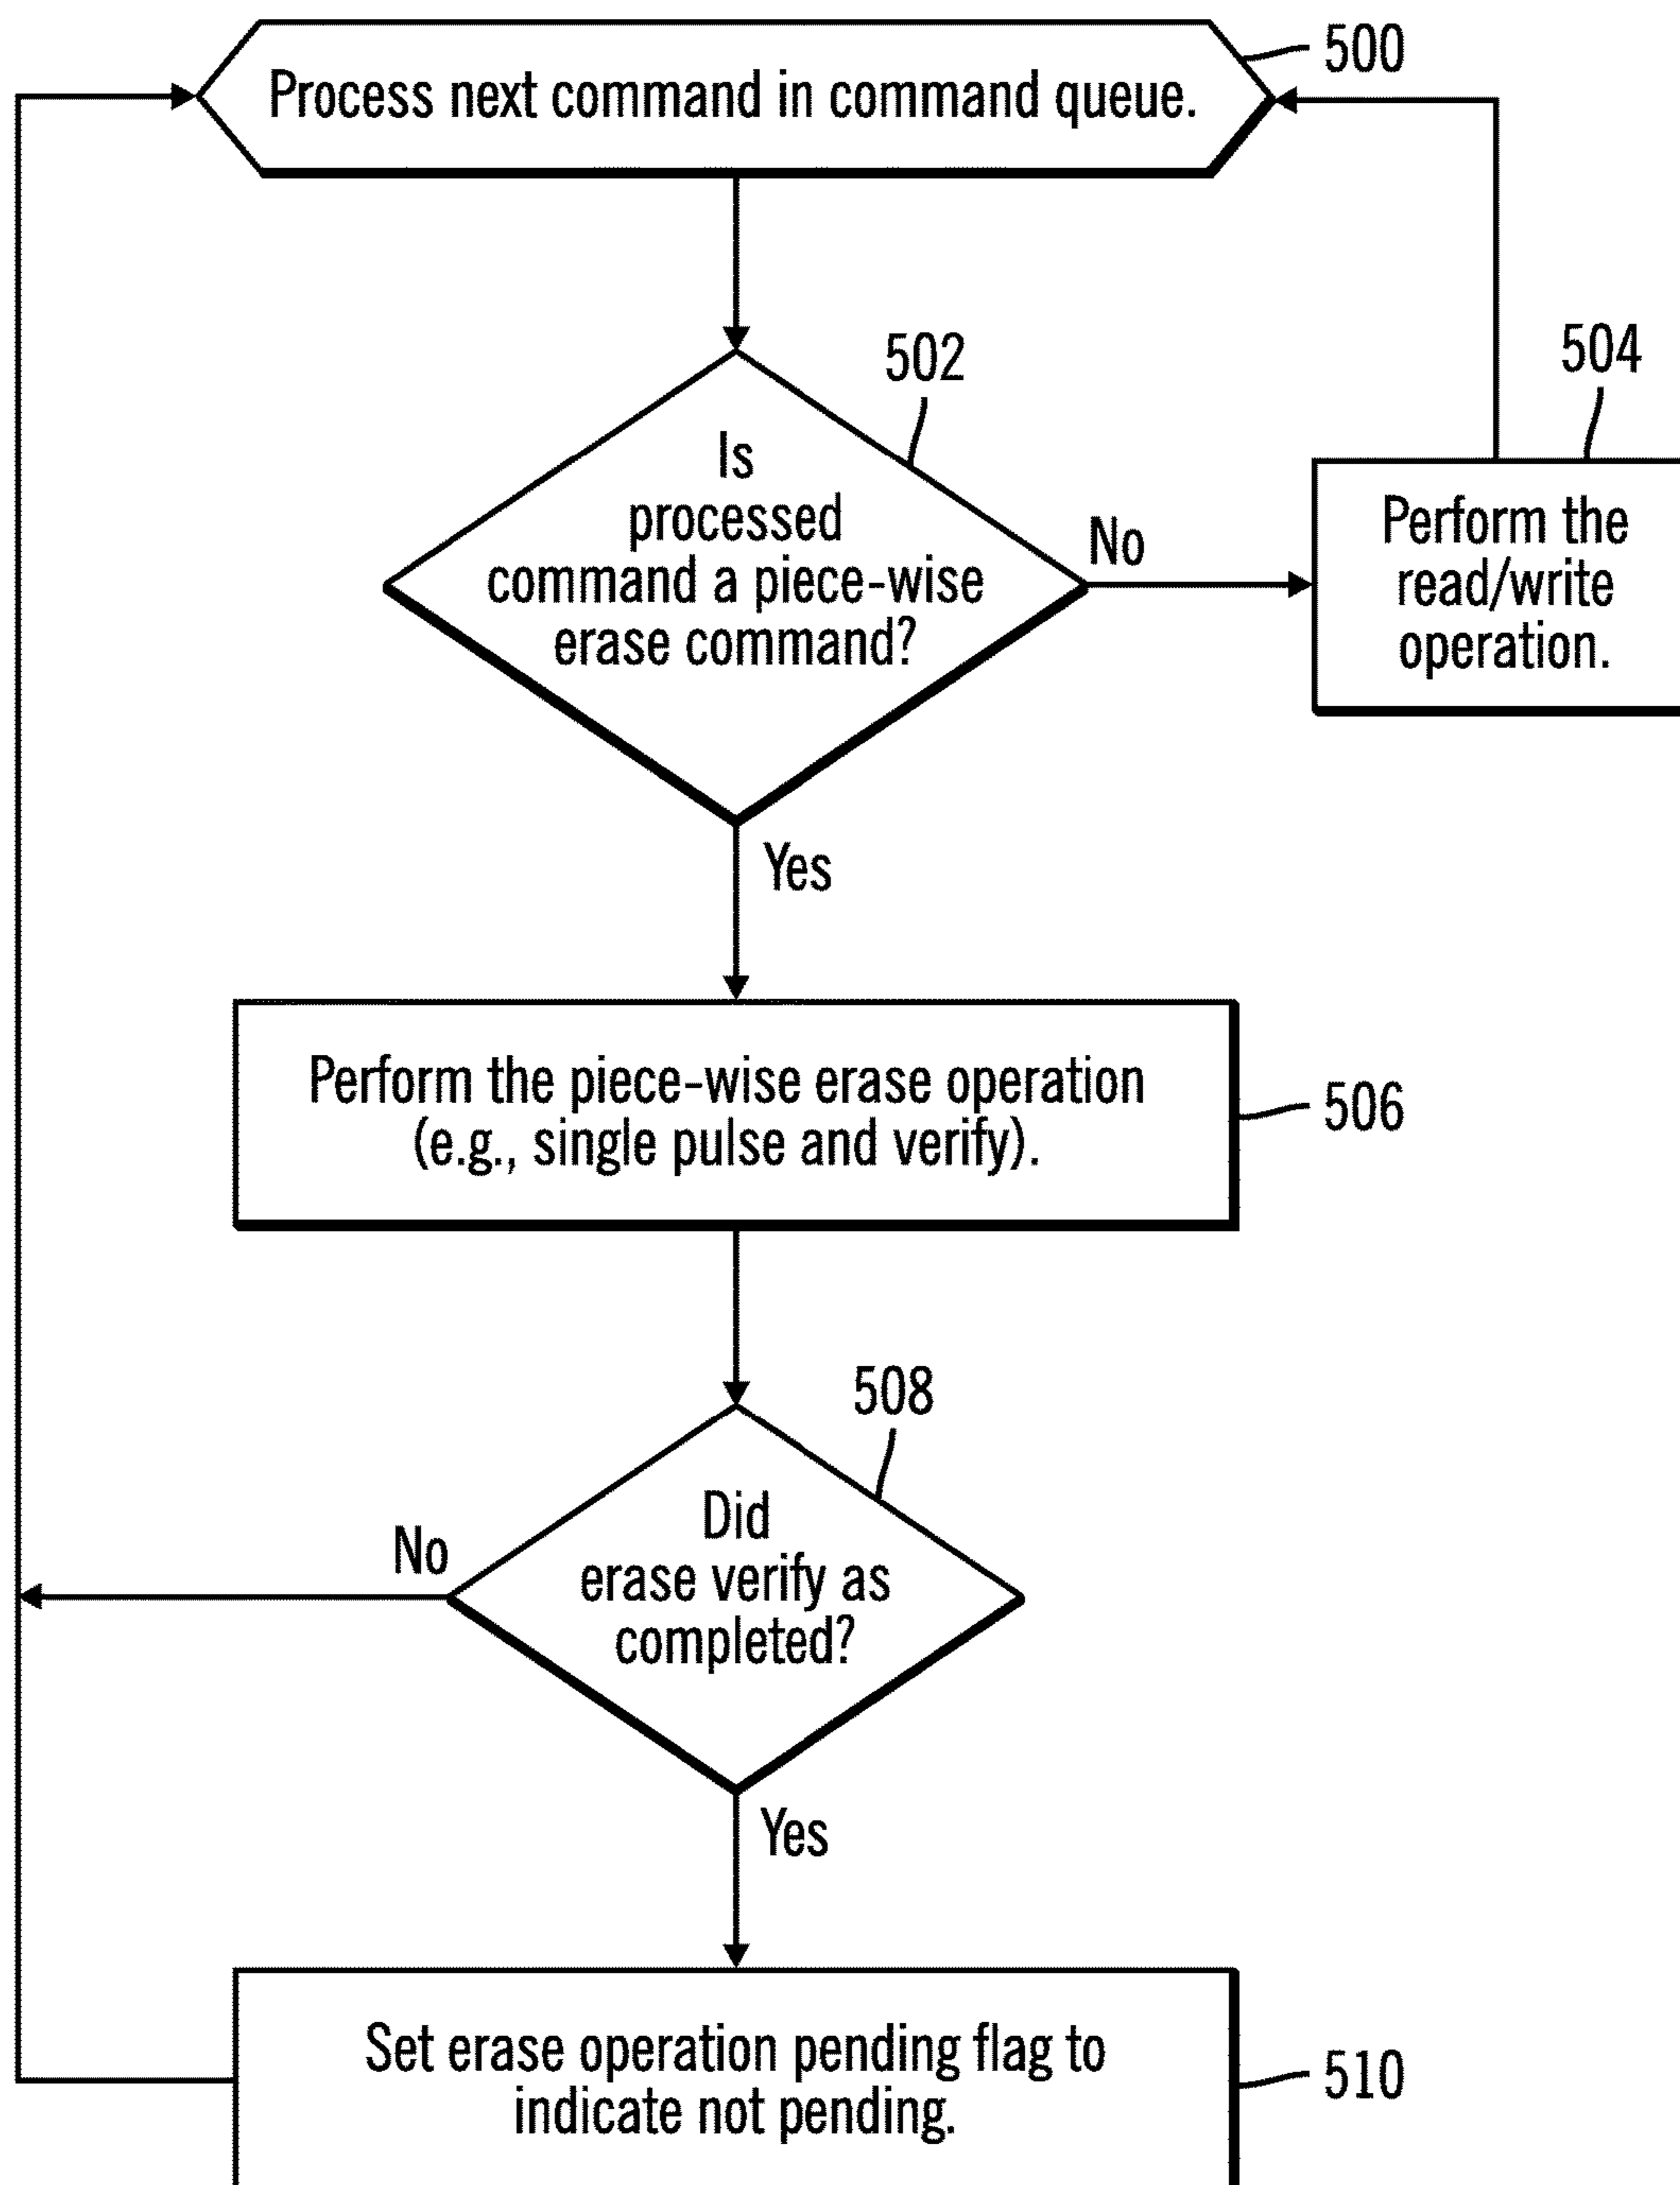 500
Process next command in command queue.
502
504
Is
processed
command a piece-wise
erase command?
No
Perform the
read/write
operation.
Yes
Perform the piece-wise erase operation
(e.g., single pulse and verify).
506
508
Did
erase verify as
completed?
No
Yes
Set erase operation pending flag to
indicate not pending.
510